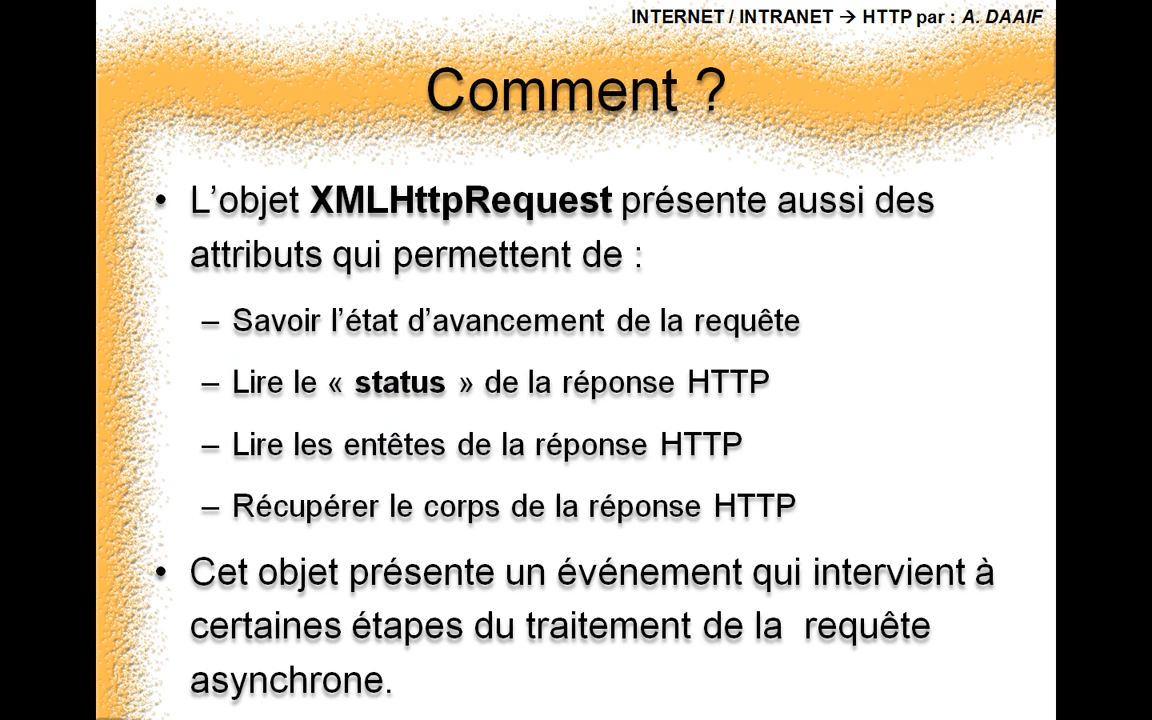 INTERNET / INTRANET → HTTP par : A. DAAIF
Comment ?
• L’objet XMLHttpRequest présente aussi des
attributs qui permettent de :
– Savoir l’état d’avancement de la requête
– Lire le « status » de la réponse HTTP
– Lire les entêtes de la réponse HTTP
– Récupérer le corps de la réponse HTTP
• Cet objet présente un événement qui intervient à
certaines étapes du traitement de la  requête
asynchrone.